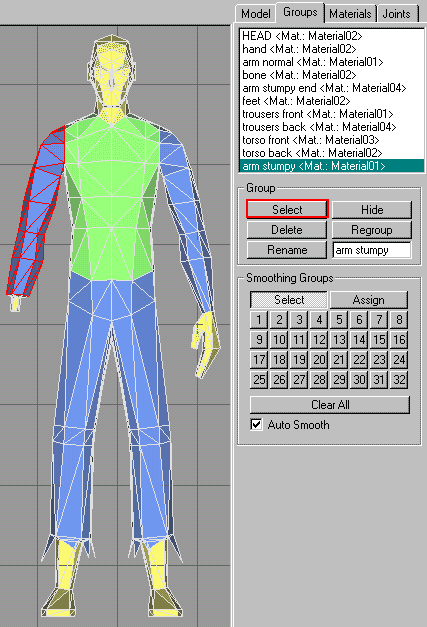 Model Groups Materials Joints
HEAD <Mat.: Material02>
hand <Mat.: Material02>
arm normal <Mat.: Material01>
bone <Mat.: Material02>
arm stumpy end <Mat.: Material04>
feet <Mat.: Material02>
trousers front <Mat.: Material01>
trousers back <Mat.: Material04>
torso front <Mat.: Material03>
torso back <Mat.: Material02>
arm stumpy <Mat.: Material01>
Group
Select Hide
Delete Regroup
Rename arm stumpy
Smoothing Groups
Select Assign
1 2 3 4 5 6 7 8
9 10 11 12 13 14 15 16
17 18 19 20 21 22 23 24
25 26 27 28 29 30 31 32
Clear All
Auto Smooth